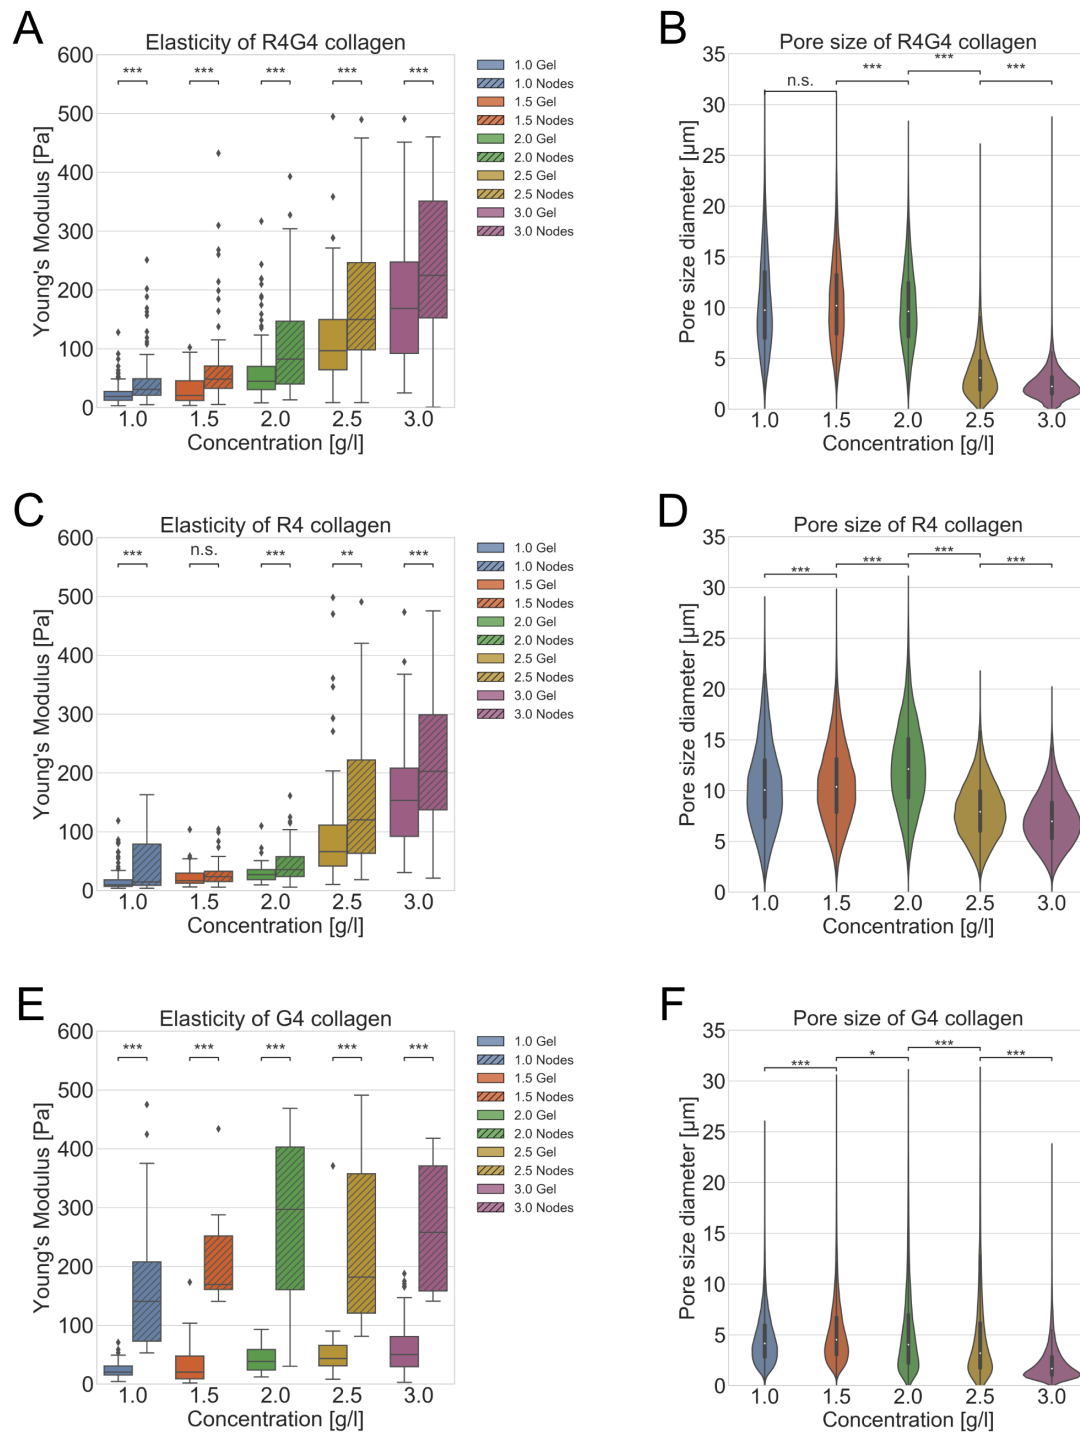 A
Elasticity of R4G4 collagen
600
500
400
300
200
100
0
Young's Modulus [Pa]
*** *** *** *** ***
1.0 1.5 2.0 2.5 3.0
Concentration [g/l]
1.0 Gel
1.0 Nodes
1.5 Gel
1.5 Nodes
2.0 Gel
2.0 Nodes
2.5 Gel
2.5 Nodes
3.0 Gel
3.0 Nodes
B
Pore size of R4G4 collagen
35
30
25
20
15
10
5
0
Pore size diameter [µm]
n.s. *** *** ***
1.0 1.5 2.0 2.5 3.0
Concentration [g/l]
C
Elasticity of R4 collagen
600
500
400
300
200
100
0
Young's Modulus [Pa]
*** n.s. *** ** ***
1.0 1.5 2.0 2.5 3.0
Concentration [g/l]
1.0 Gel
1.0 Nodes
1.5 Gel
1.5 Nodes
2.0 Gel
2.0 Nodes
2.5 Gel
2.5 Nodes
3.0 Gel
3.0 Nodes
D
Pore size of R4 collagen
35
30
25
20
15
10
5
0
Pore size diameter [µm]
*** *** *** ***
1.0 1.5 2.0 2.5 3.0
Concentration [g/l]
E
Elasticity of G4 collagen
600
500
400
300
200
100
0
Young's Modulus [Pa]
*** *** *** *** ***
1.0 1.5 2.0 2.5 3.0
Concentration [g/l]
1.0 Gel
1.0 Nodes
1.5 Gel
1.5 Nodes
2.0 Gel
2.0 Nodes
2.5 Gel
2.5 Nodes
3.0 Gel
3.0 Nodes
F
Pore size of G4 collagen
35
30
25
20
15
10
5
0
Pore size diameter [µm]
*** * *** ***
1.0 1.5 2.0 2.5 3.0
Concentration [g/l]